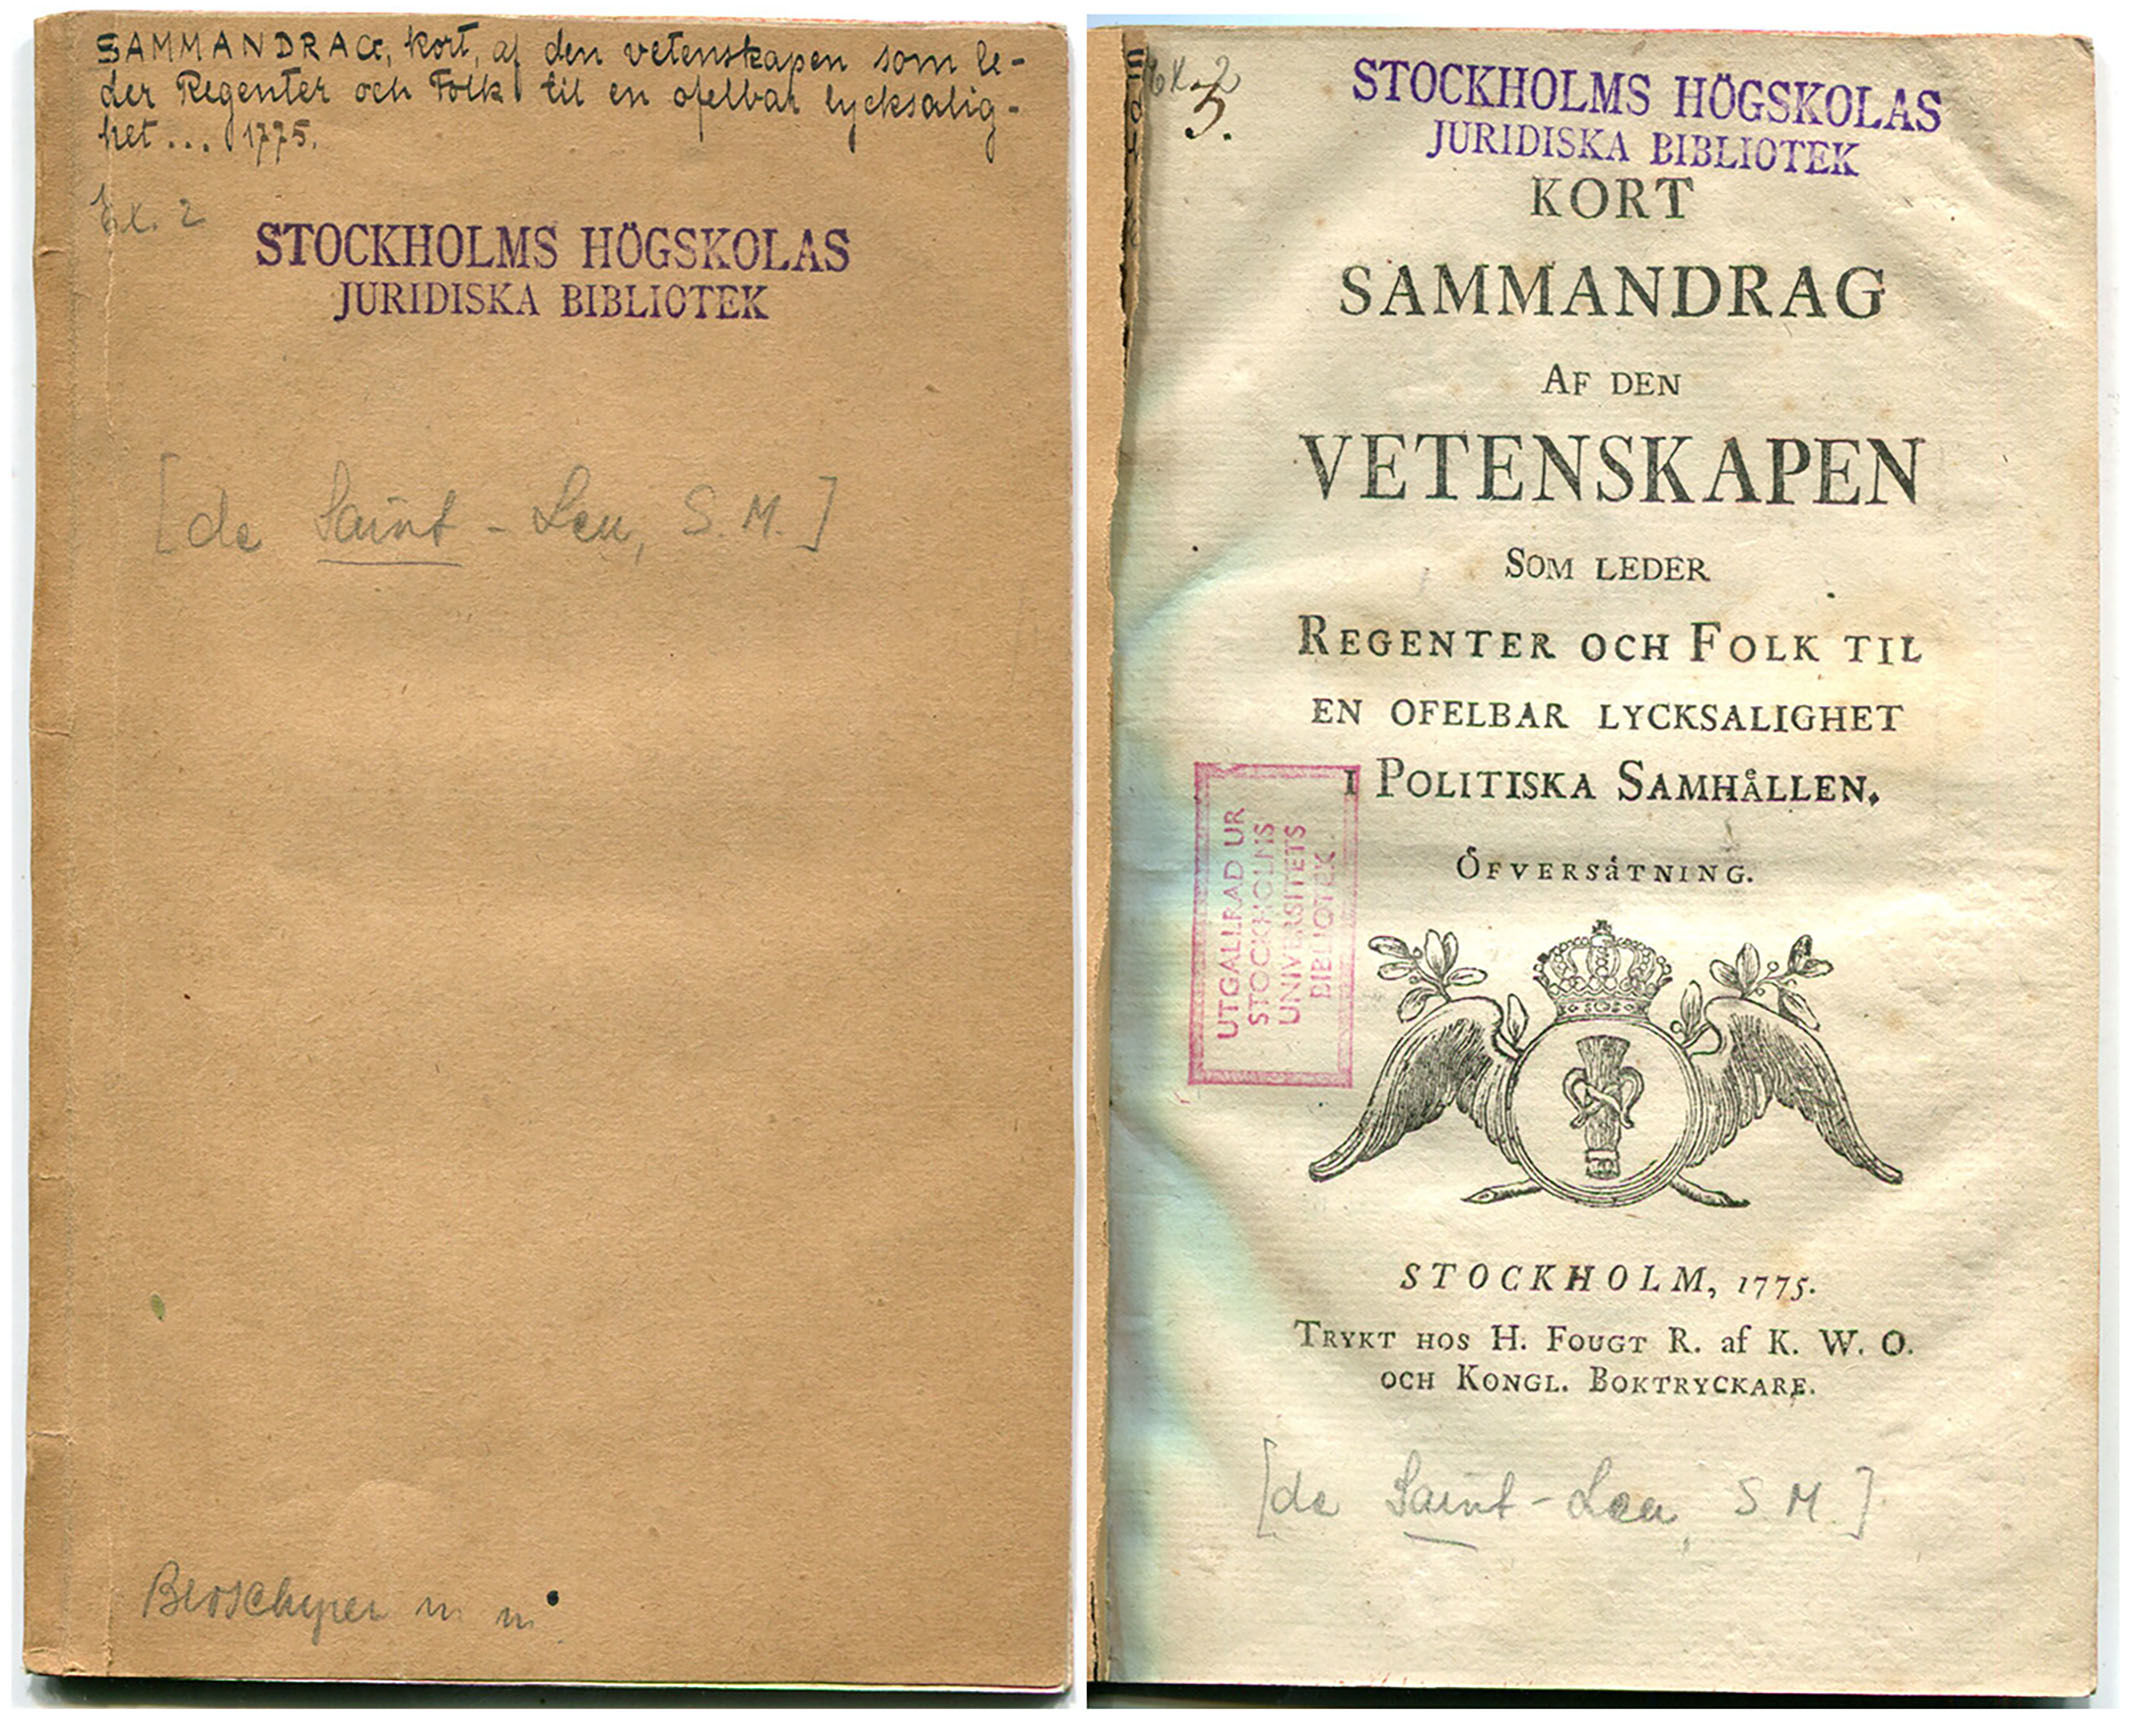 SAMMANDRAG, kort, af den vetenskapen som le-
der Regenter och Folk til en ofelbar lycksalig-
het... 1775.
Ex. 2
STOCKHOLMS HÖGSKOLAS
JURIDISKA BIBLIOTEK
[de Saint-Leu, S.M.]
Broschyrer m m
Ex. 2
3.
STOCKHOLMS HÖGSKOLAS
JURIDISKA BIBLIOTEK
KORT
SAMMANDRAG
AF DEN
VETENSKAPEN
SOM LEDER
REGENTER OCH FOLK TIL
EN OFELBAR LYCKSALIGHET
I POLITISKA SAMHÅLLEN.
ÖFVERSåTNING.
UTGALLRAD UR
STOCKHOLMS
UNIVERSITETS
BIBLIOTEK
STOCKHOLM, 1775.
TRYKT HOS H. FOUGT R. af K. W. O.
OCH KONGL. BOKTRYCKARE.
[de Saint-Leu, S.M.]